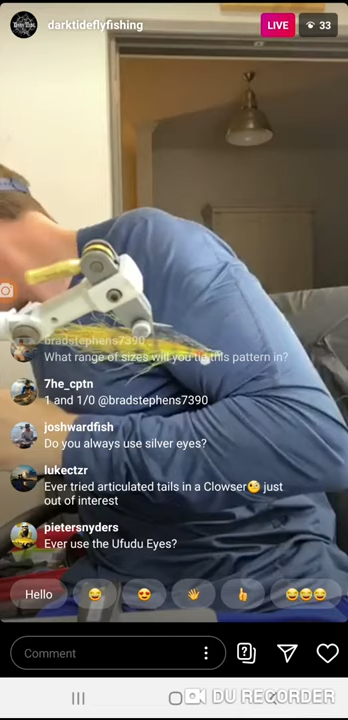 darktideflyfishing
LIVE
33
bradstephens7390
What range of sizes will you tie this pattern in?
7he_cptn
1 and 1/0 @bradstephens7390
joshwardfish
Do you always use silver eyes?
lukectzr
Ever tried articulated tails in a Clowser🧐 just
out of interest
pietersnyders
Ever use the Ufudu Eyes?
Hello 😂 😍 👋 👍 😂😂😂
Comment
DU RECORDER